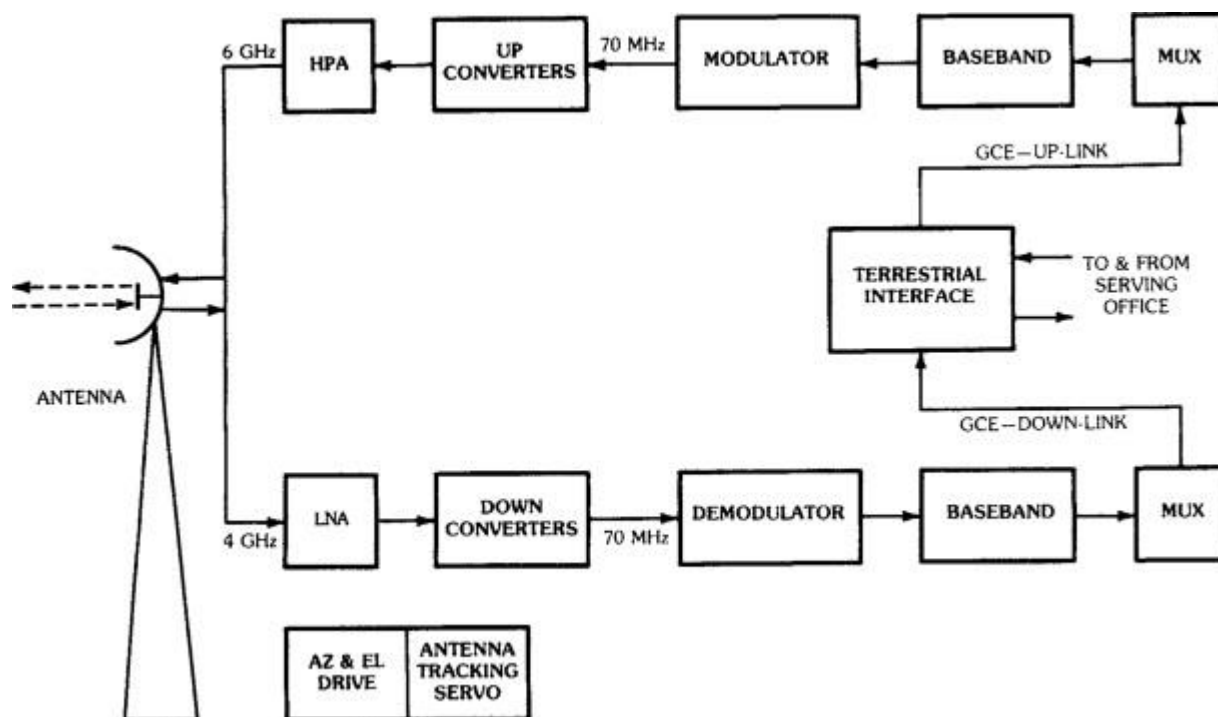 6 GHz
HPA
UP
CONVERTERS
70 MHz
MODULATOR
BASEBAND
MUX
GCE—UP-LINK
TERRESTRIAL
INTERFACE
TO & FROM
SERVING
OFFICE
ANTENNA
GCE—DOWN-LINK
4 GHz
LNA
DOWN
CONVERTERS
70 MHz
DEMODULATOR
BASEBAND
MUX
AZ & EL
DRIVE
ANTENNA
TRACKING
SERVO